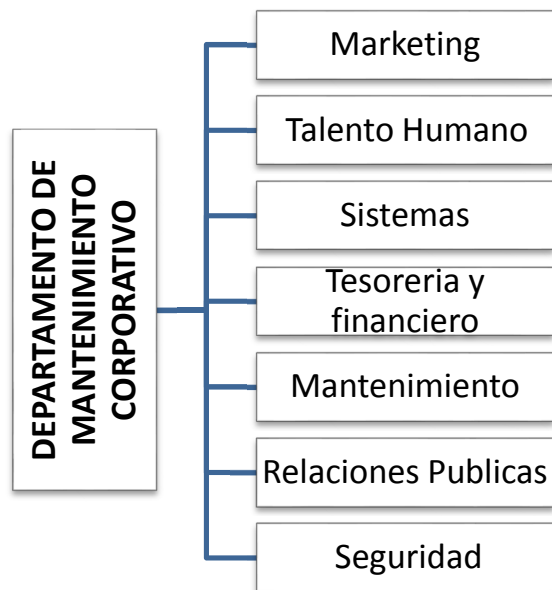 DEPARTAMENTO DE
MANTENIMIENTO
CORPORATIVO
Marketing
Talento Humano
Sistemas
Tesoreria y
financiero
Mantenimiento
Relaciones Publicas
Seguridad